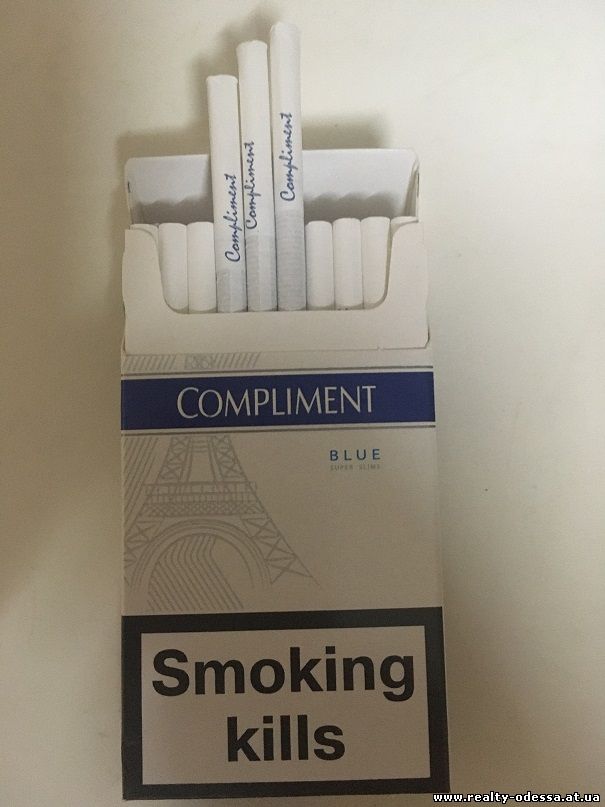 Compliment
Compliment
Compliment
COMPLIMENT
BLUE
SUPER SLIMS
Smoking
kills
www.realty-odessa.at.ua